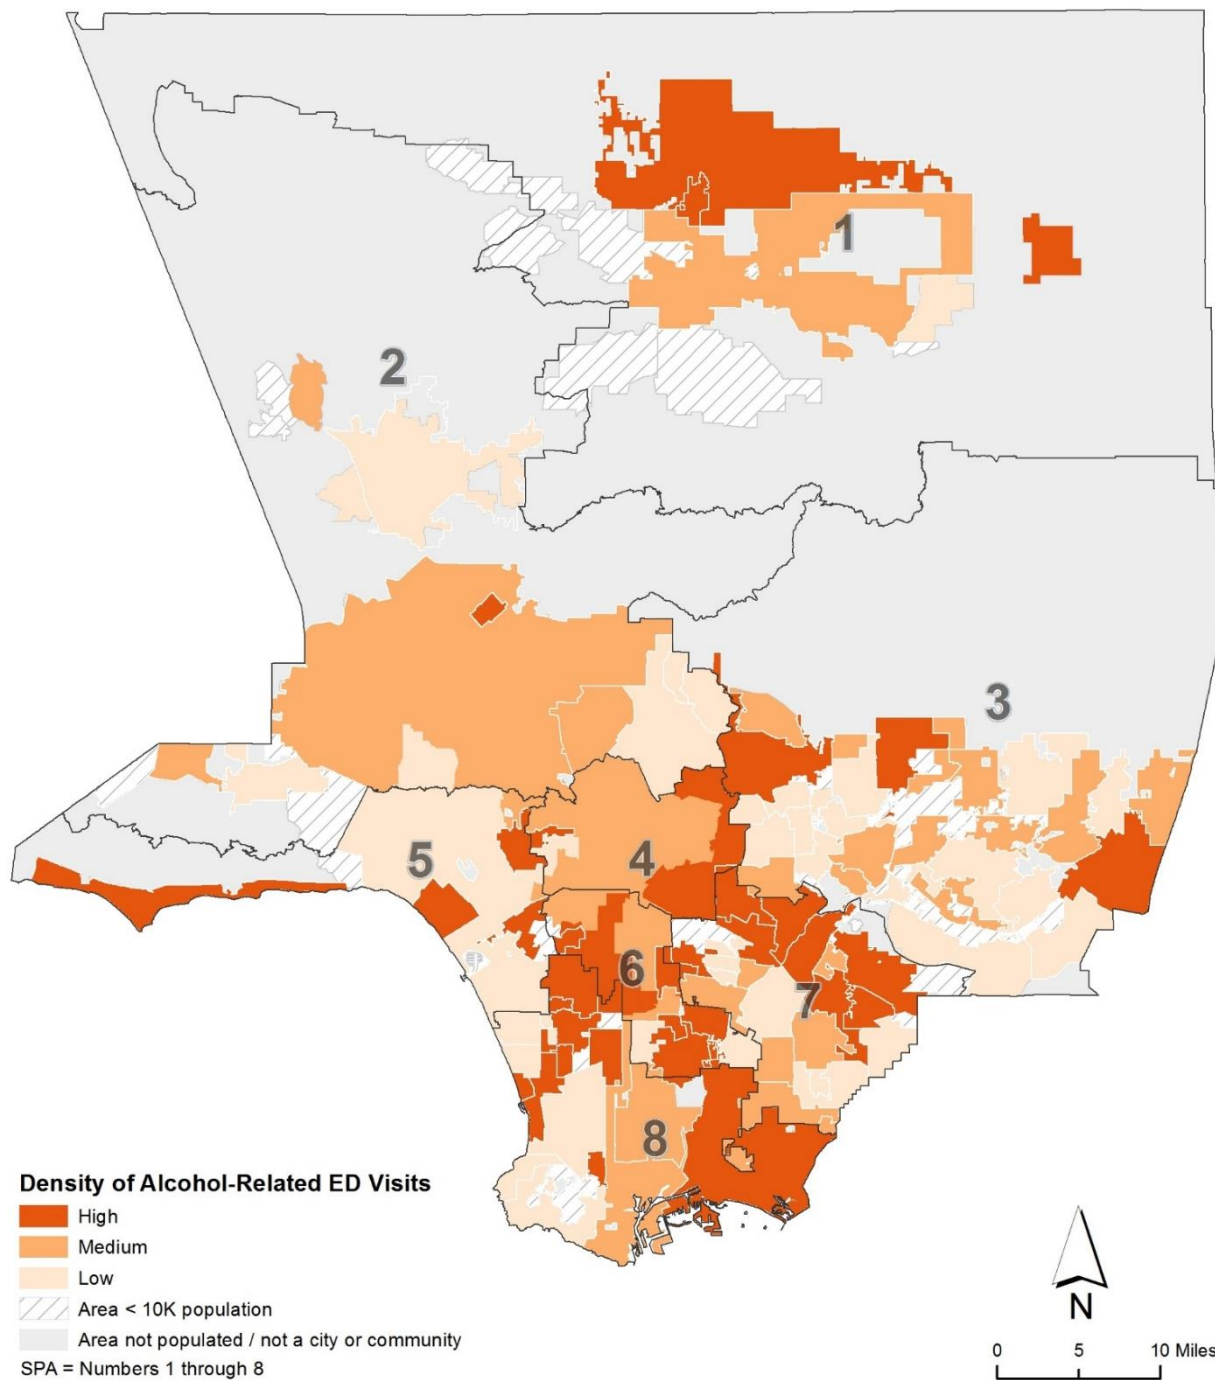 1
2
3
4
5
6
7
8
Density of Alcohol-Related ED Visits
High
Medium
Low
Area < 10K population
Area not populated / not a city or community
SPA = Numbers 1 through 8
N
0 5 10 Miles